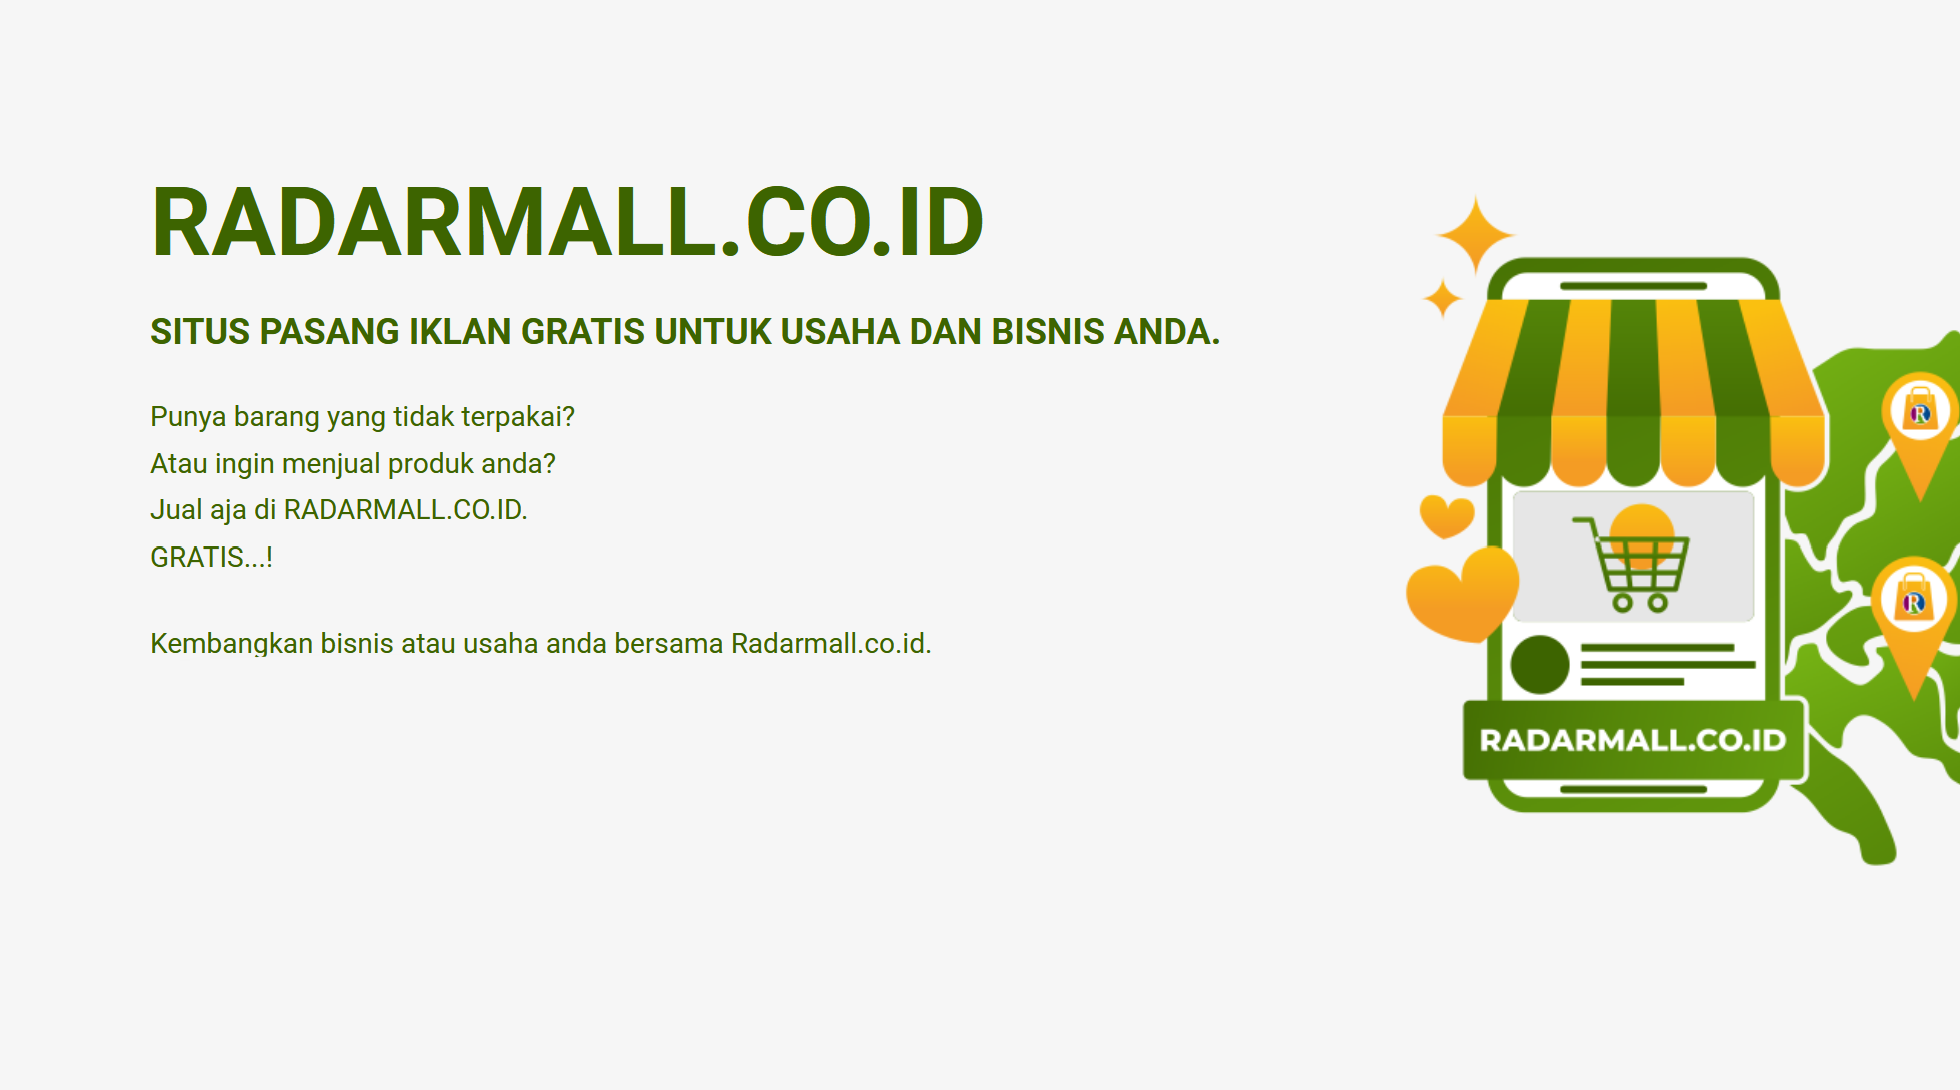 RADARMALL.CO.ID
SITUS PASANG IKLAN GRATIS UNTUK USAHA DAN BISNIS ANDA.
Punya barang yang tidak terpakai?
Atau ingin menjual produk anda?
Jual aja di RADARMALL.CO.ID.
GRATIS...!
Kembangkan bisnis atau usaha anda bersama Radarmall.co.id.
R
R
RADARMALL.CO.ID